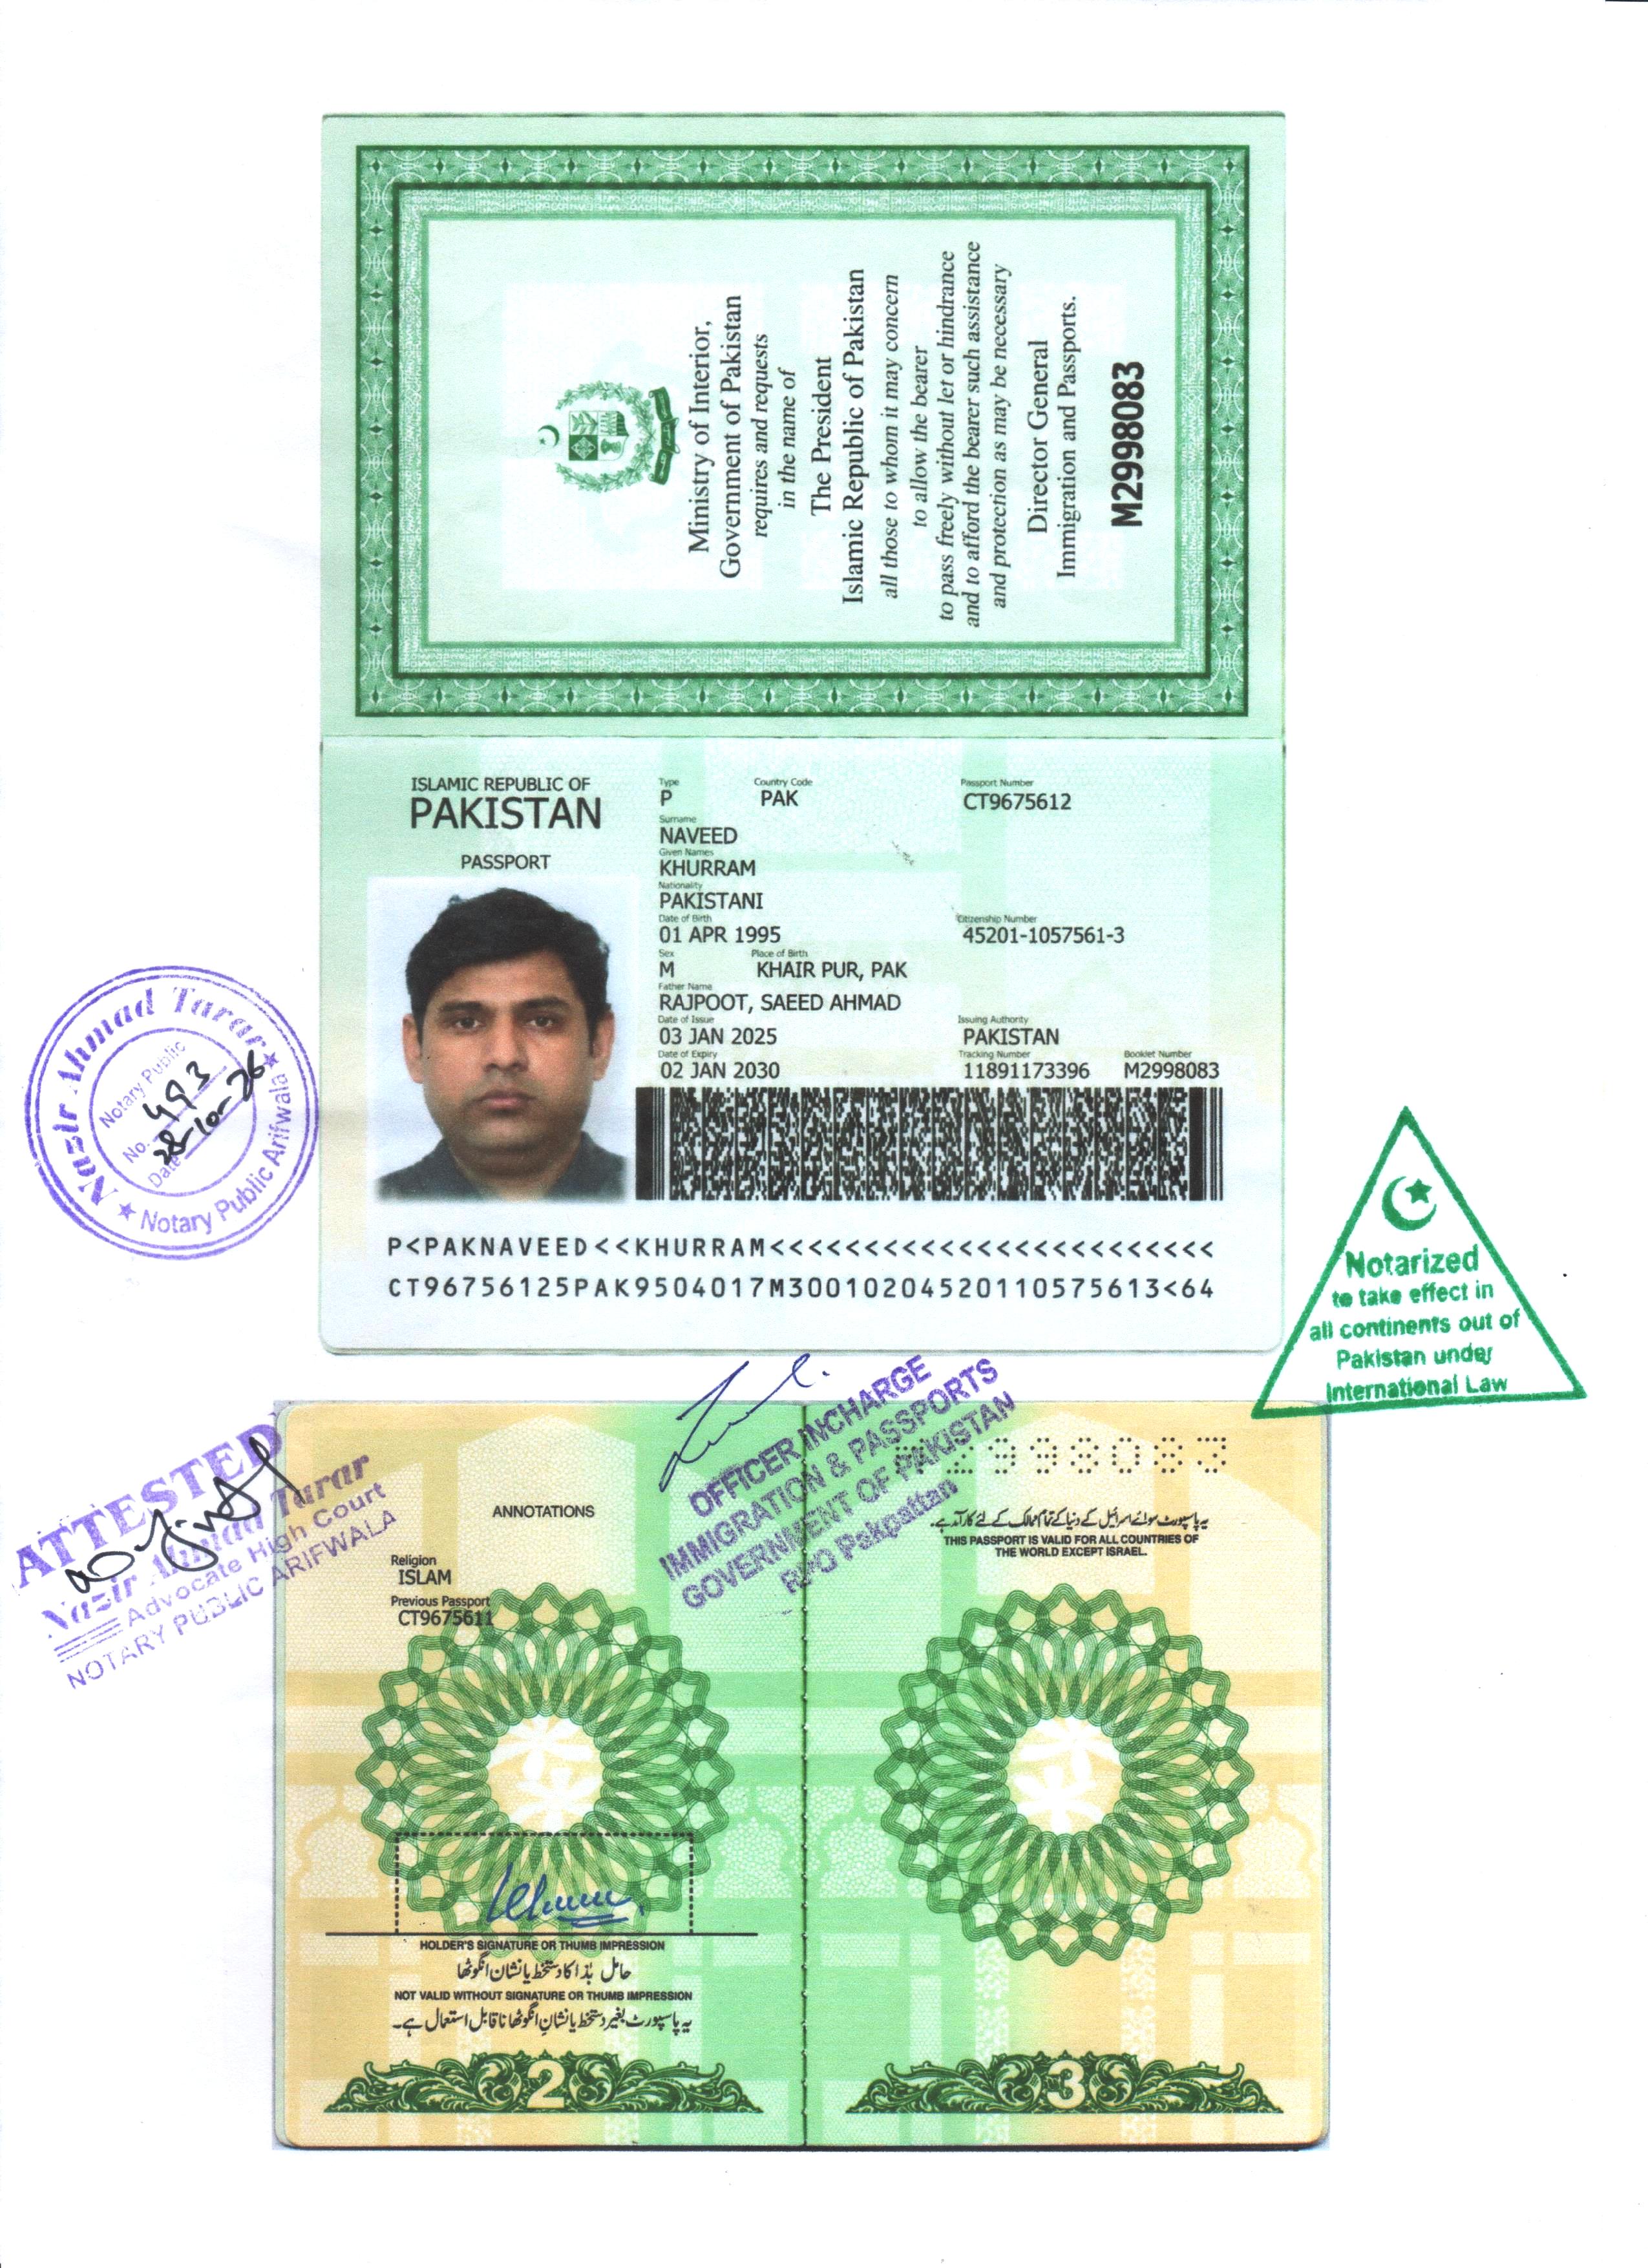 Ministry of Interior,
Government of Pakistan
requires and requests
in the name of
The President
Islamic Republic of Pakistan
all those to whom it may concern
to allow the bearer
to pass freely without let or hindrance
and to afford the bearer such assistance
and protection as may be necessary
Director General
Immigration and Passports.
M2998083
ISLAMIC REPUBLIC OF
PAKISTAN
PASSPORT
Type Country Code Passport Number
P PAK CT9675612
Surname
NAVEED
Given Names
KHURRAM
Nationality
PAKISTANI
Date of Birth Citizenship Number
01 APR 1995 45201-1057561-3
Sex Place of Birth
M KHAIR PUR, PAK
Father Name
RAJPOOT, SAEED AHMAD
Date of Issue Issuing Authority
03 JAN 2025 PAKISTAN
Date of Expiry Tracking Number Booklet Number
02 JAN 2030 11891173396 M2998083
P<PAKNAVEED<<KHURRAM<<<<<<<<<<<<<<<<<<<<<<<<
CT96756125PAK9504017M30010204520110575613<64
Nazir Ahmad Tarar
Notary Public
No. 493
Date 28-10-26
Notary Public Arifwala
Notarized
to take effect in
all continents out of
Pakistan under
International Law
ATTESTED
Nazir Ahmad Tarar
Advocate High Court
NOTARY PUBLIC ARIFWALA
OFFICER INCHARGE
IMMIGRATION & PASSPORTS
GOVERNMENT OF PAKISTAN
R/O Pakpattan
ANNOTATIONS
Religion
ISLAM
Previous Passport
CT9675611
HOLDER'S SIGNATURE OR THUMB IMPRESSION
حامل ہٰذا کا دستخط یا نشان انگوٹھا
NOT VALID WITHOUT SIGNATURE OR THUMB IMPRESSION
یہ پاسپورٹ بغیر دستخط یا نشانِ انگوٹھا ناقابل استعمال ہے۔
2
2998083
یہ پاسپورٹ سوائے اسرائیل کے دنیا کے تمام ممالک کے لئے کارآمد ہے۔
THIS PASSPORT IS VALID FOR ALL COUNTRIES OF
THE WORLD EXCEPT ISRAEL.
3